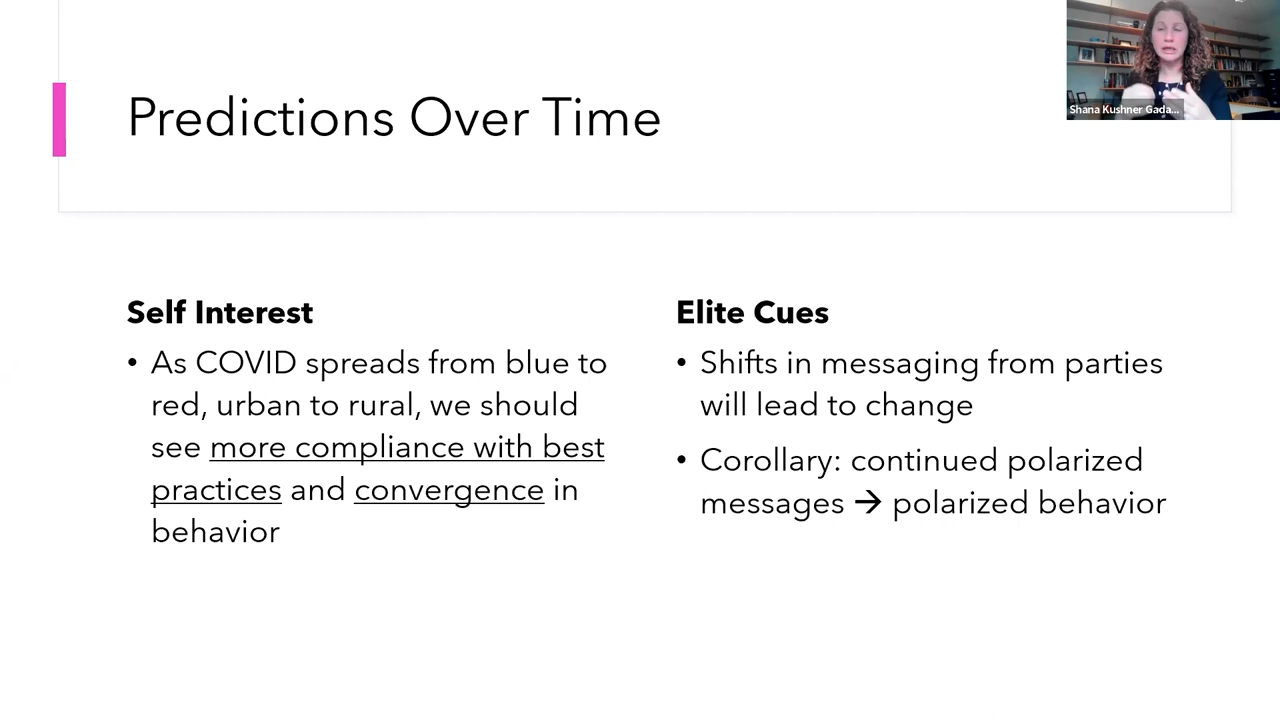 Predictions Over Time
Shana Kushner Gada...
Self Interest
• As COVID spreads from blue to
red, urban to rural, we should
see more compliance with best
practices and convergence in
behavior
Elite Cues
• Shifts in messaging from parties
will lead to change
• Corollary: continued polarized
messages → polarized behavior